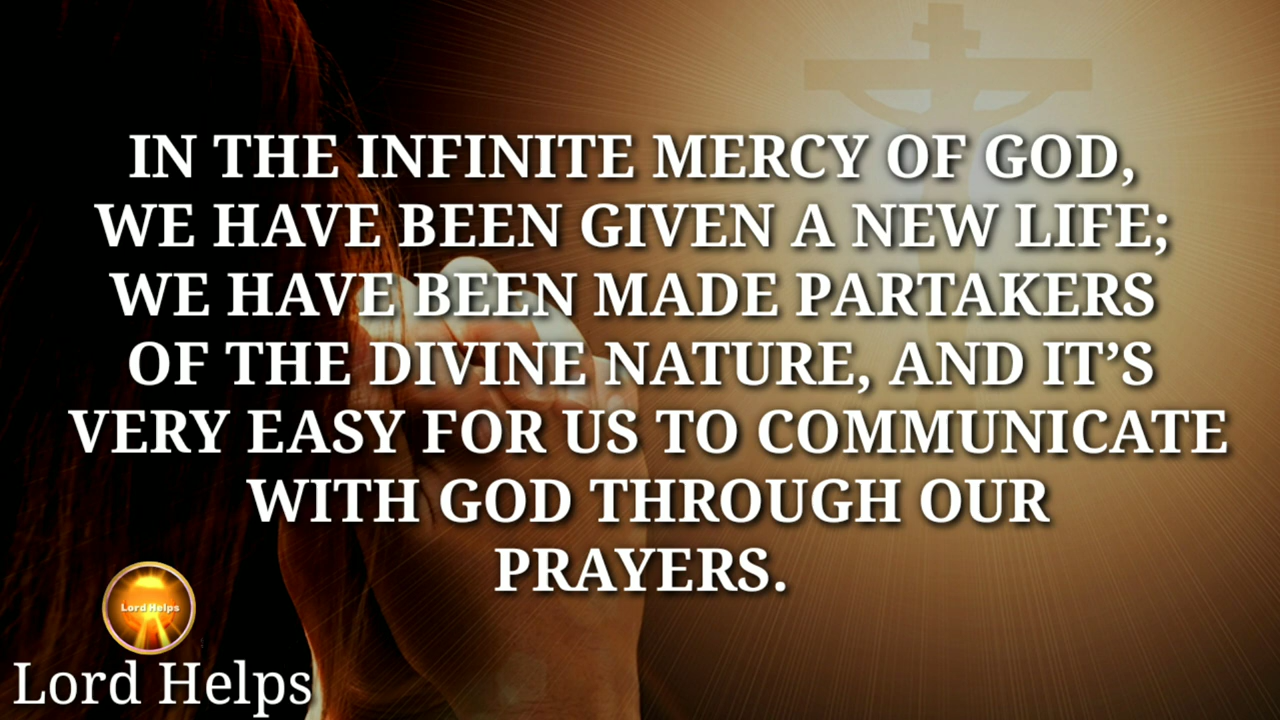 IN THE INFINITE MERCY OF GOD,
WE HAVE BEEN GIVEN A NEW LIFE;
WE HAVE BEEN MADE PARTAKERS
OF THE DIVINE NATURE, AND IT’S
VERY EASY FOR US TO COMMUNICATE
WITH GOD THROUGH OUR
PRAYERS.
Lord Helps
Lord Helps